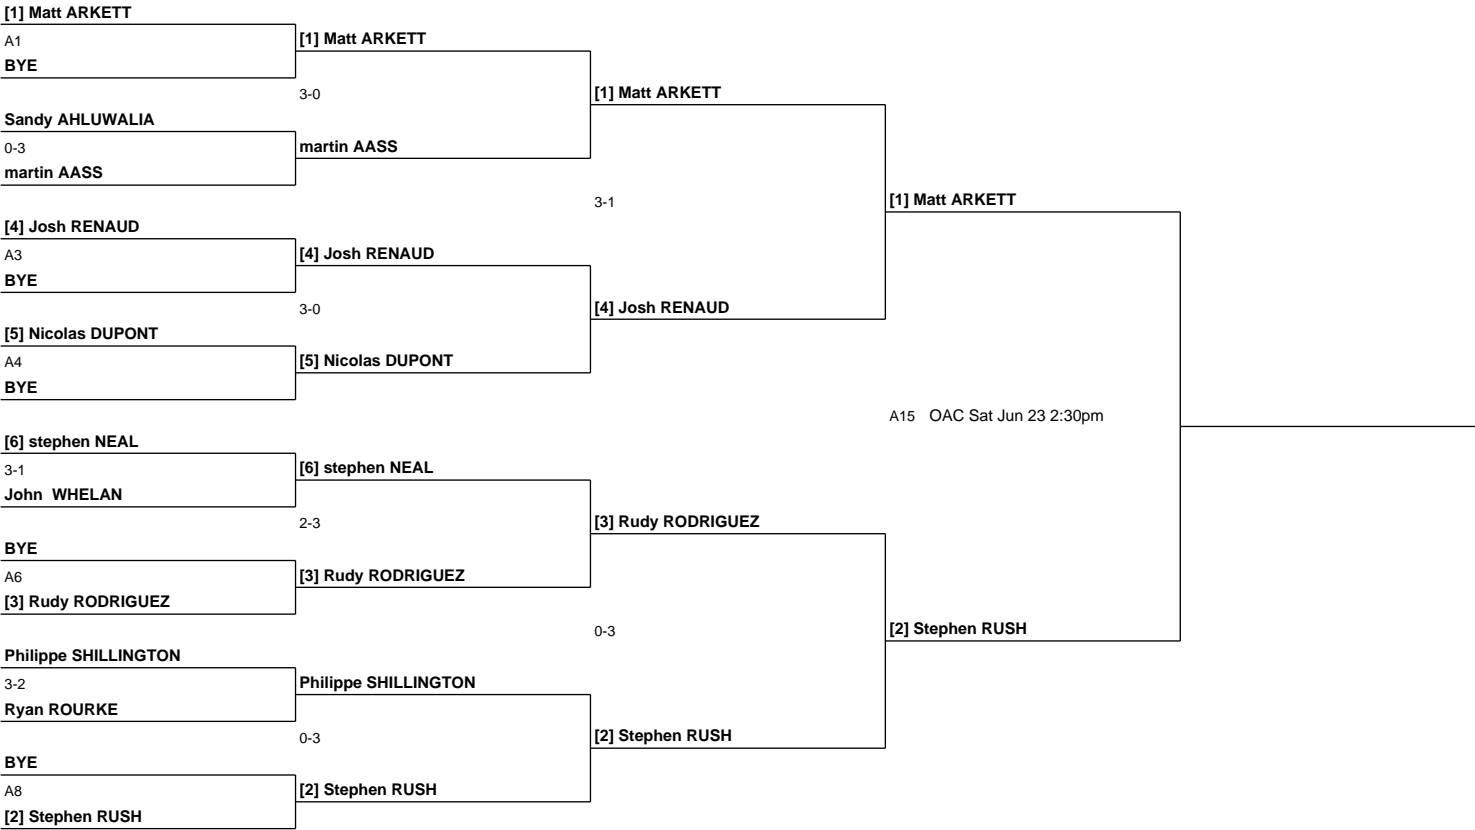 [1] Matt ARKETT
A1
BYE
Sandy AHLUWALIA
0-3
martin AASS
[4] Josh RENAUD
A3
BYE
[5] Nicolas DUPONT
A4
BYE
[6] stephen NEAL
3-1
John WHELAN
BYE
A6
[3] Rudy RODRIGUEZ
Philippe SHILLINGTON
3-2
Ryan ROURKE
BYE
A8
[2] Stephen RUSH
[1] Matt ARKETT
3-0
martin AASS
[4] Josh RENAUD
3-0
[5] Nicolas DUPONT
[6] stephen NEAL
2-3
[3] Rudy RODRIGUEZ
Philippe SHILLINGTON
0-3
[2] Stephen RUSH
[1] Matt ARKETT
3-1
[4] Josh RENAUD
[3] Rudy RODRIGUEZ
0-3
[2] Stephen RUSH
[1] Matt ARKETT
A15 OAC Sat Jun 23 2:30pm
[2] Stephen RUSH